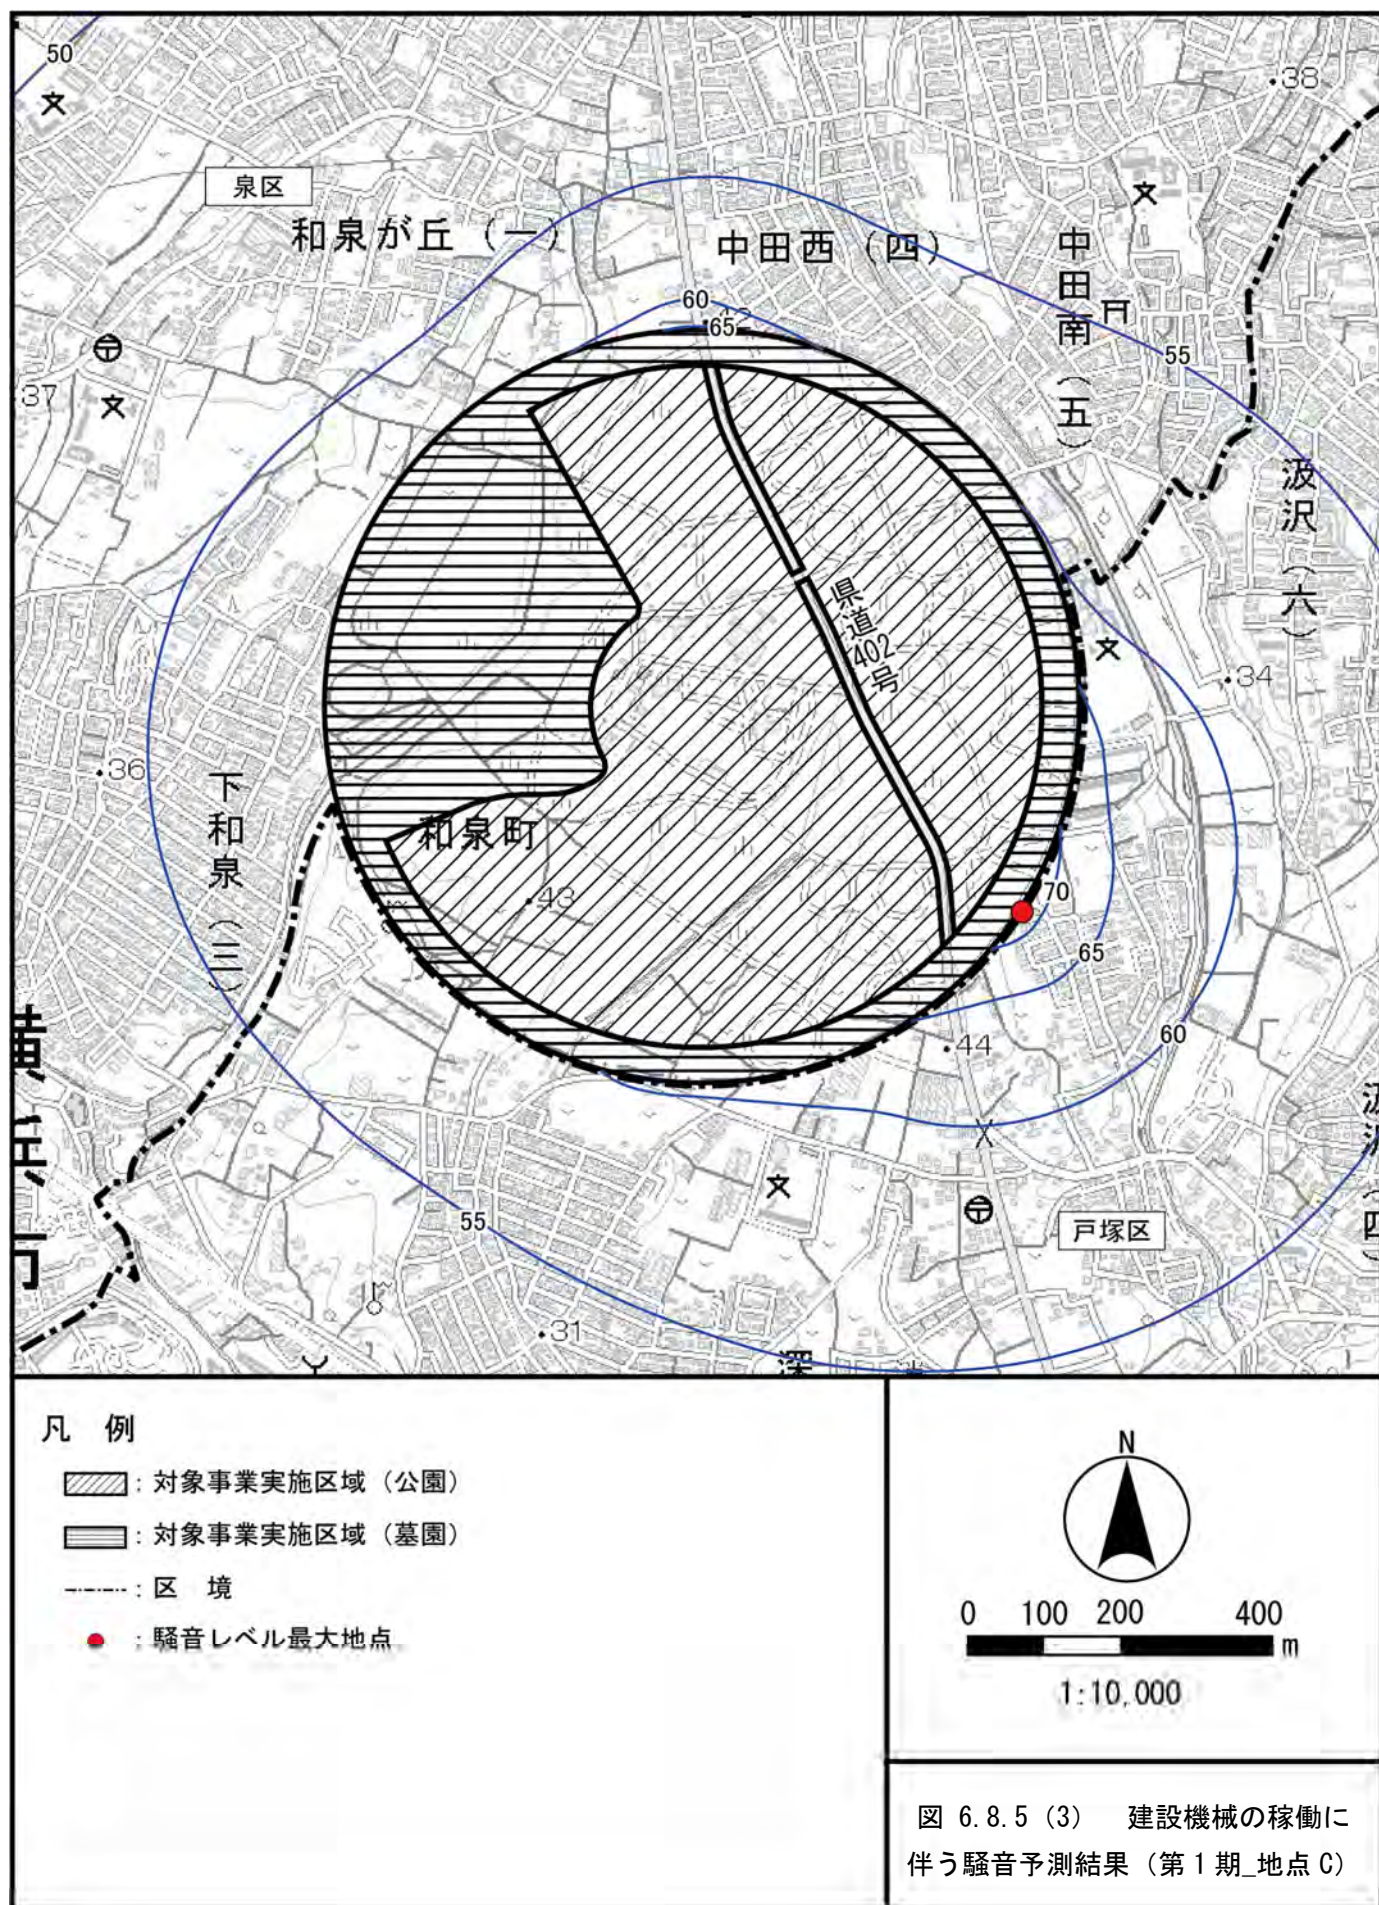 50
38
泉区
和泉が丘（一）
中田西（四）
中田南（五）
60
65
55
37
汲沢（六）
県道402号
34
36
下和泉（三）
和泉町
43
70
65
44
60
55
戸塚区
31
凡　例
：対象事業実施区域（公園）
：対象事業実施区域（墓園）
：区　境
：騒音レベル最大地点
N
0 100 200 400
m
1:10,000
図 6.8.5（3）　建設機械の稼働に
伴う騒音予測結果（第１期_地点 C）